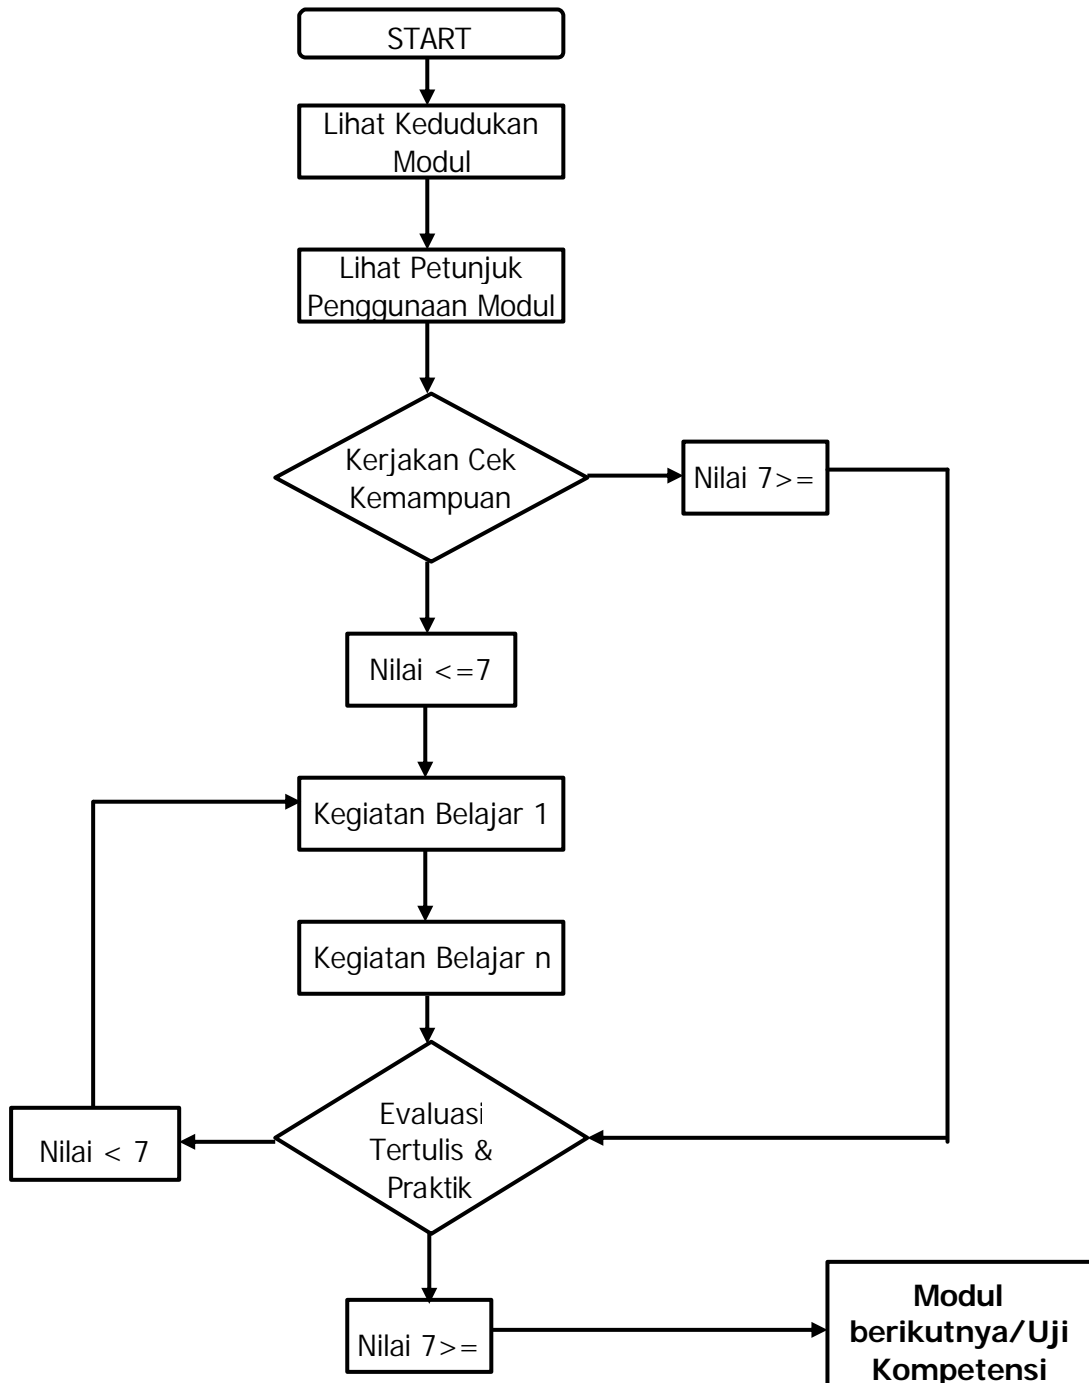 START
Lihat Kedudukan
Modul
Lihat Petunjuk
Penggunaan Modul
Kerjakan Cek
Kemampuan
Nilai 7>=
Nilai <=7
Kegiatan Belajar 1
Kegiatan Belajar n
Evaluasi
Tertulis &
Praktik
Nilai < 7
Nilai 7>=
Modul
berikutnya/Uji
Kompetensi